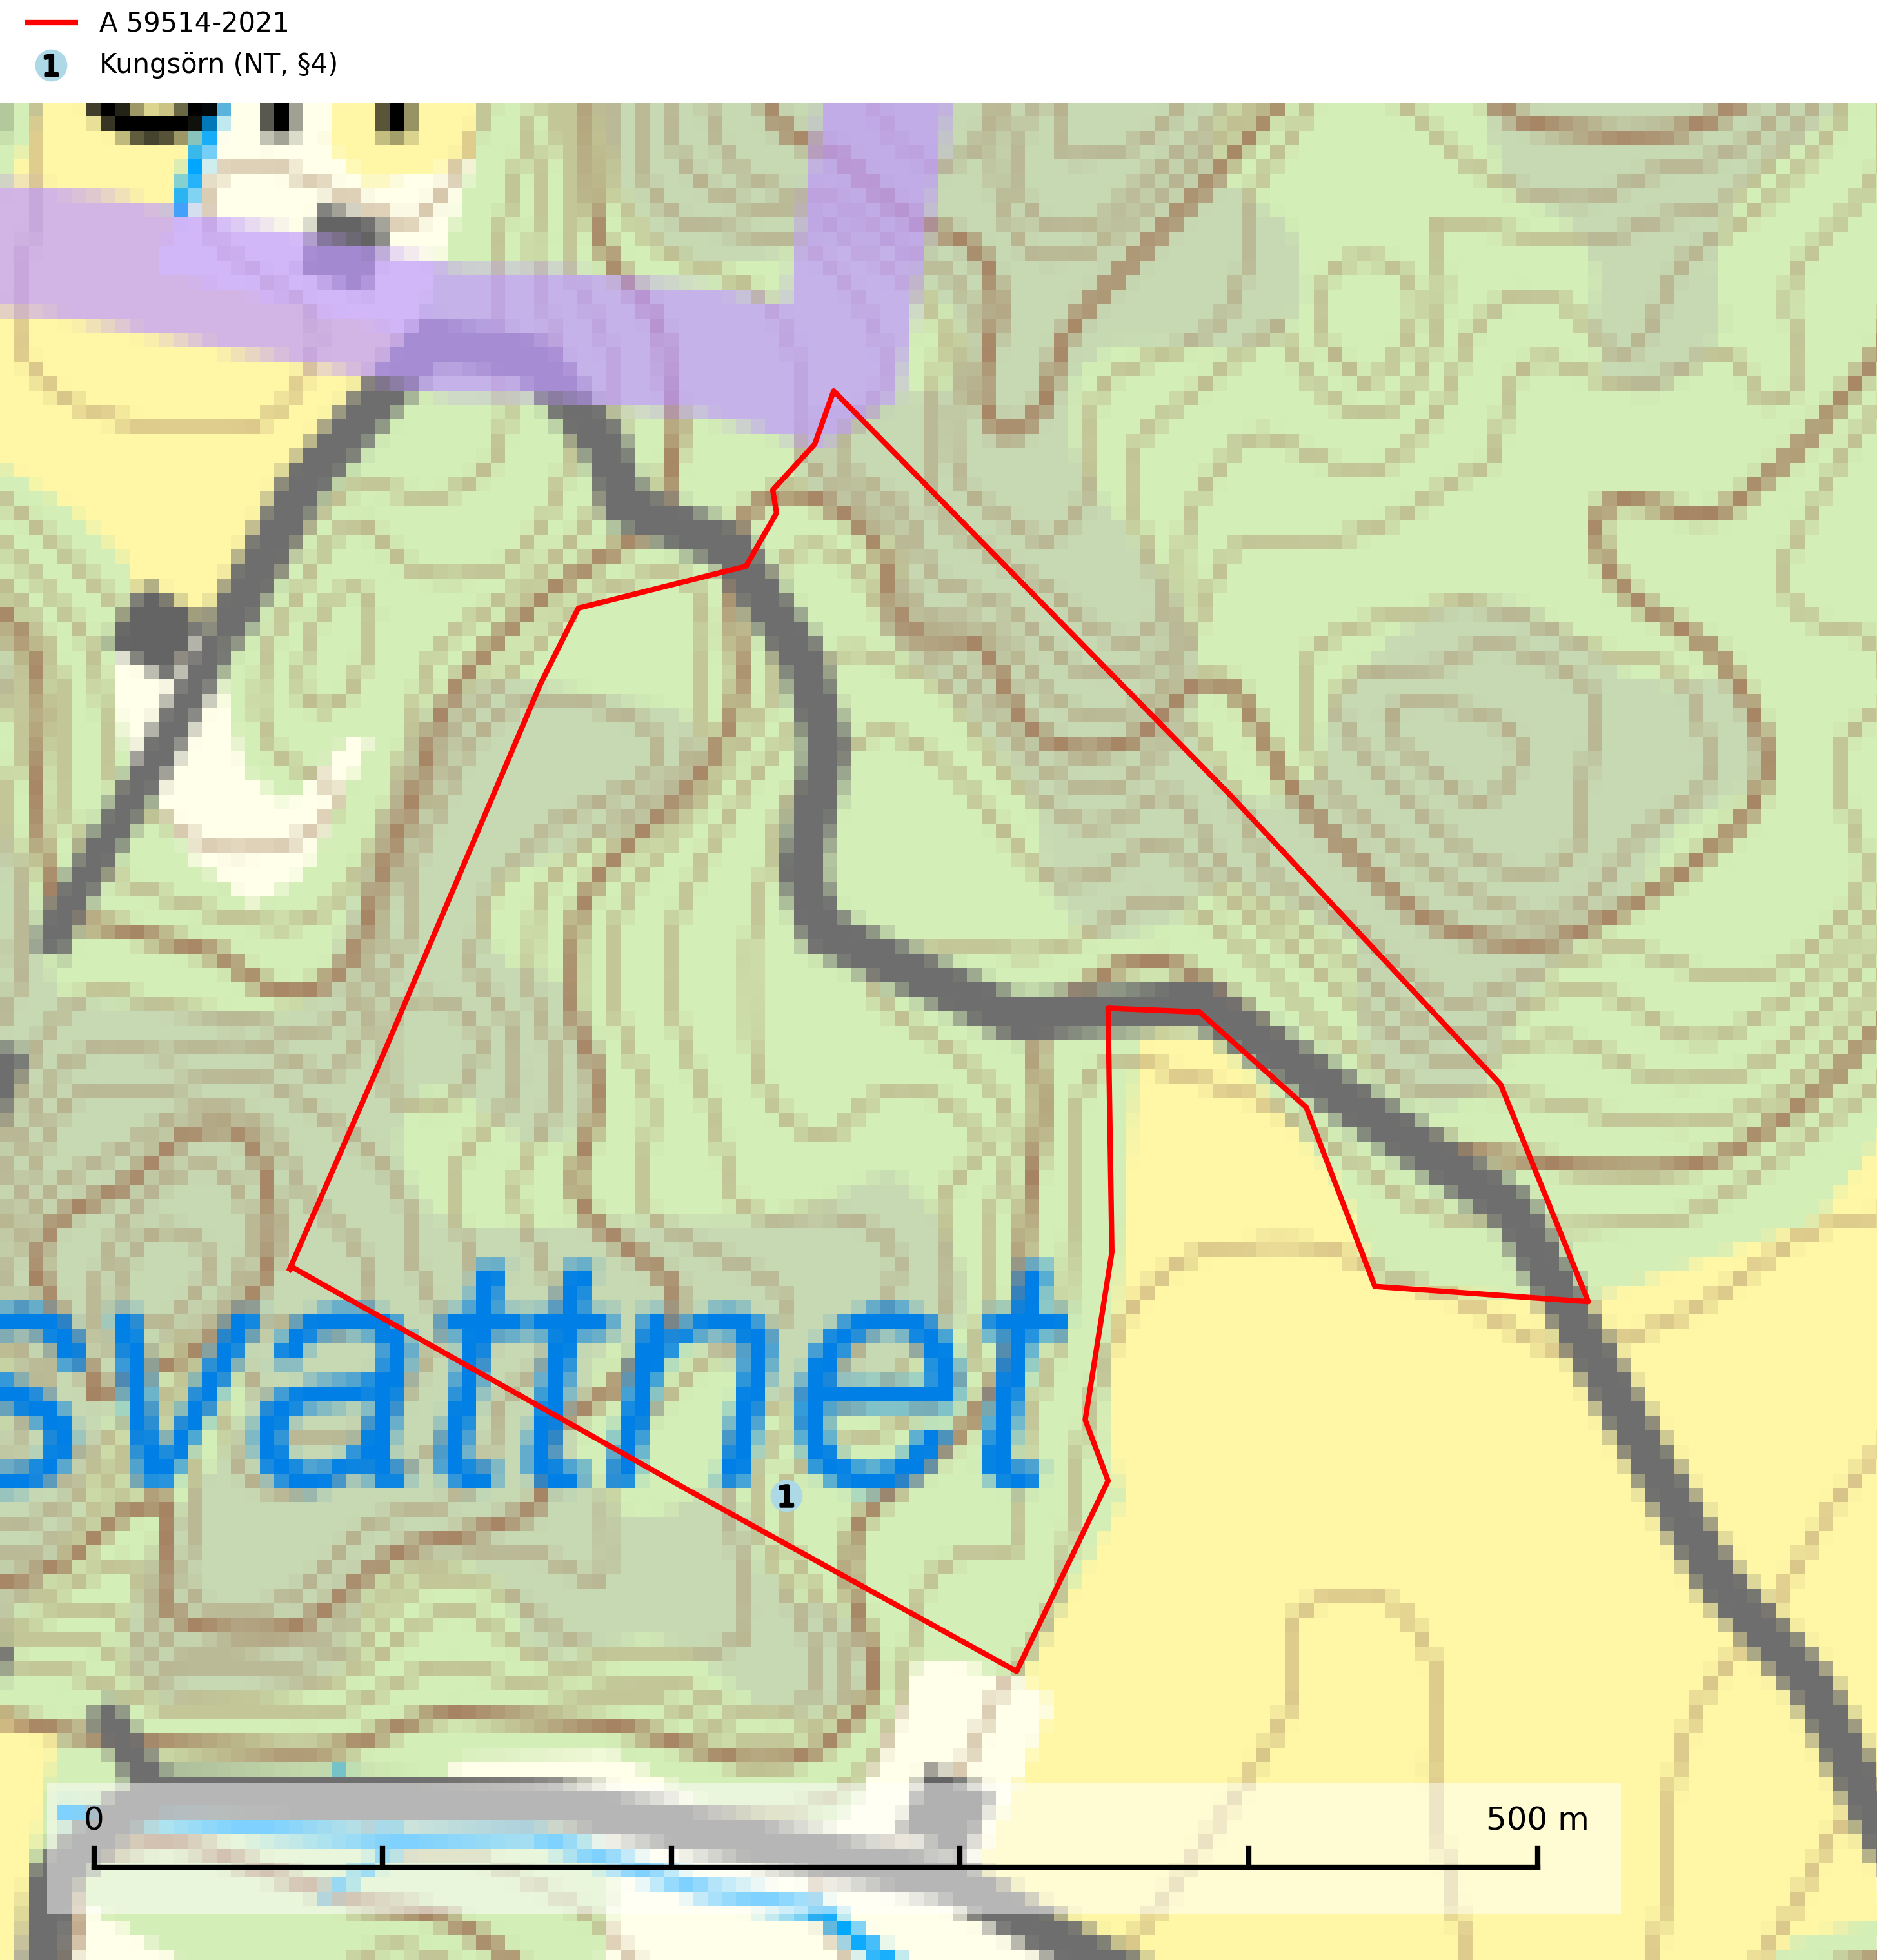 A 59514-2021
1 Kungsörn (NT, §4)
svattnet
1
0 500 m